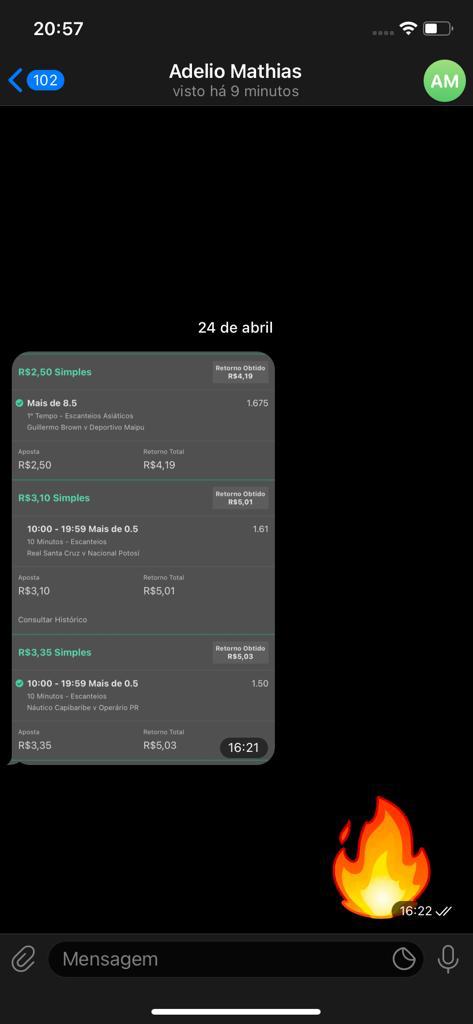 20:57
102
Adelio Mathias
visto há 9 minutos
AM
24 de abril
R$2,50 Simples
Retorno Obtido
R$4,19
Mais de 8.5
1.675
1º Tempo - Escanteios Asiáticos
Guillermo Brown v Deportivo Maipu
Aposta
Retorno Total
R$2,50
R$4,19
R$3,10 Simples
Retorno Obtido
R$5,01
10:00 - 19:59 Mais de 0.5
1.61
10 Minutos - Escanteios
Real Santa Cruz v Nacional Potosí
Aposta
Retorno Total
R$3,10
R$5,01
Consultar Histórico
R$3,35 Simples
Retorno Obtido
R$5,03
10:00 - 19:59 Mais de 0.5
1.50
10 Minutos - Escanteios
Náutico Capibaribe v Operário PR
Aposta
Retorno Total
R$3,35
R$5,03
16:21
16:22
Mensagem